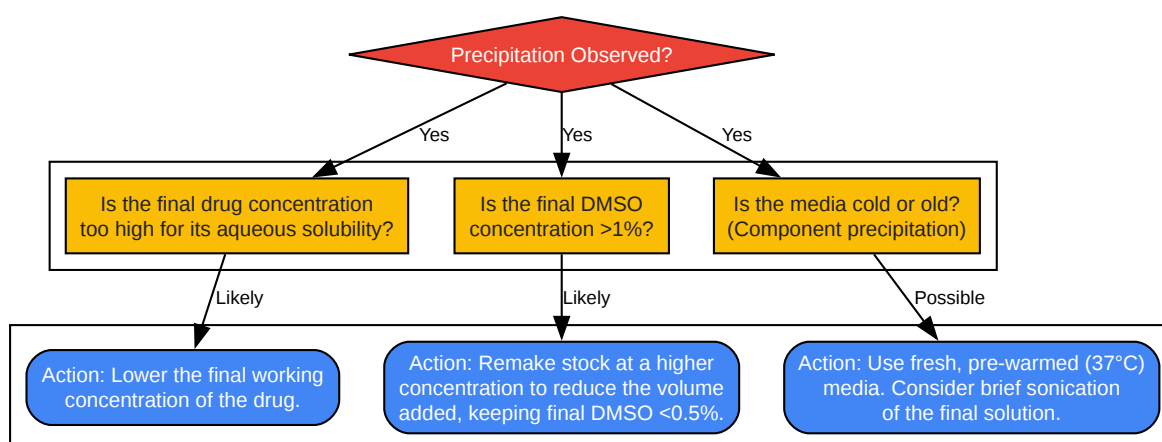 Precipitation Observed?
Yes
Yes
Yes
Is the final drug concentration
too high for its aqueous solubility?
Is the final DMSO
concentration >1%?
Is the media cold or old?
(Component precipitation)
Likely
Likely
Possible
Action: Lower the final working
concentration of the drug.
Action: Remake stock at a higher
concentration to reduce the volume
added, keeping final DMSO <0.5%.
Action: Use fresh, pre-warmed (37°C)
media. Consider brief sonication
of the final solution.